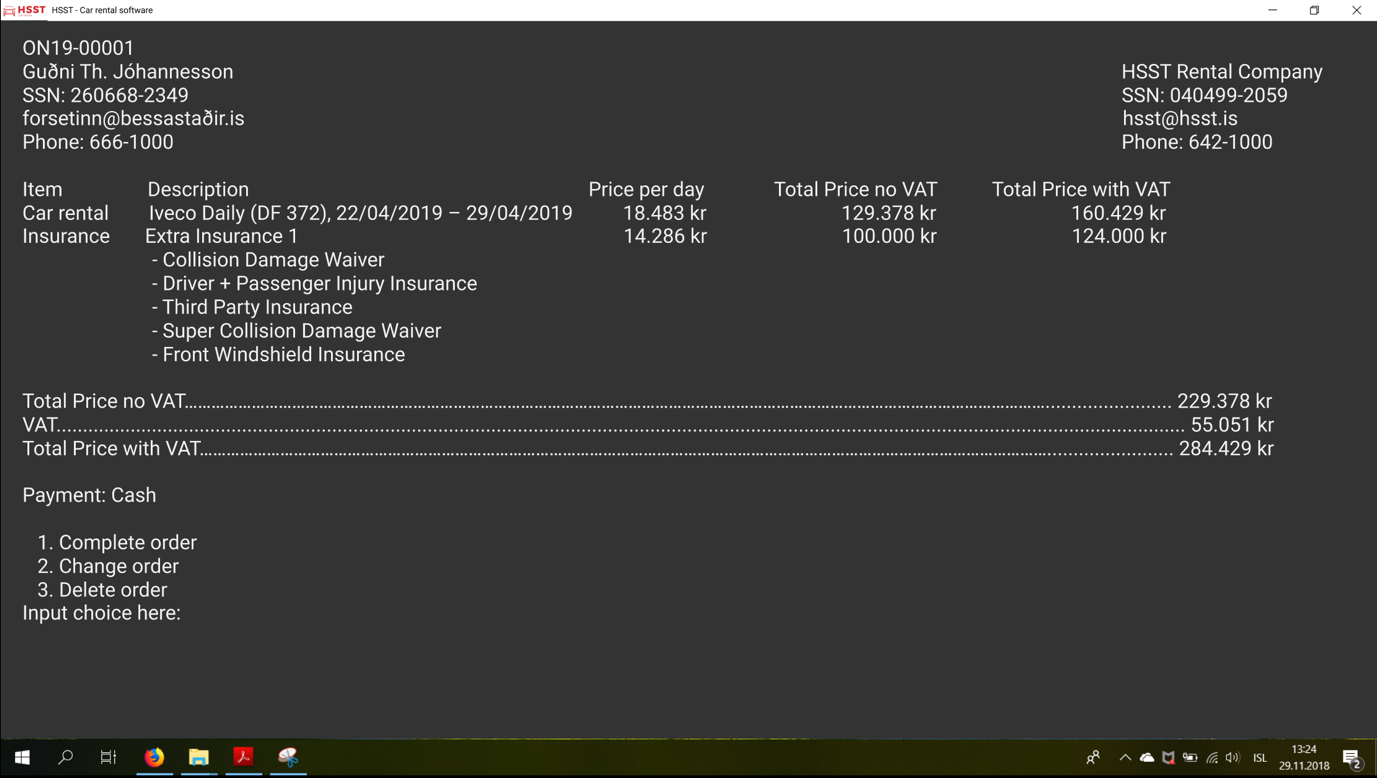 HSST HSST - Car rental software
ON19-00001
Guðni Th. Jóhannesson
SSN: 260668-2349
forsetinn@bessastaðir.is
Phone: 666-1000
HSST Rental Company
SSN: 040499-2059
hsst@hsst.is
Phone: 642-1000
Item Description Price per day Total Price no VAT Total Price with VAT
Car rental Iveco Daily (DF 372), 22/04/2019 – 29/04/2019 18.483 kr 129.378 kr 160.429 kr
Insurance Extra Insurance 1 14.286 kr 100.000 kr 124.000 kr
- Collision Damage Waiver
- Driver + Passenger Injury Insurance
- Third Party Insurance
- Super Collision Damage Waiver
- Front Windshield Insurance
Total Price no VAT........................ 229.378 kr
VAT........................ 55.051 kr
Total Price with VAT........................ 284.429 kr
Payment: Cash
1. Complete order
2. Change order
3. Delete order
Input choice here:
ISL
13:24
29.11.2018
2